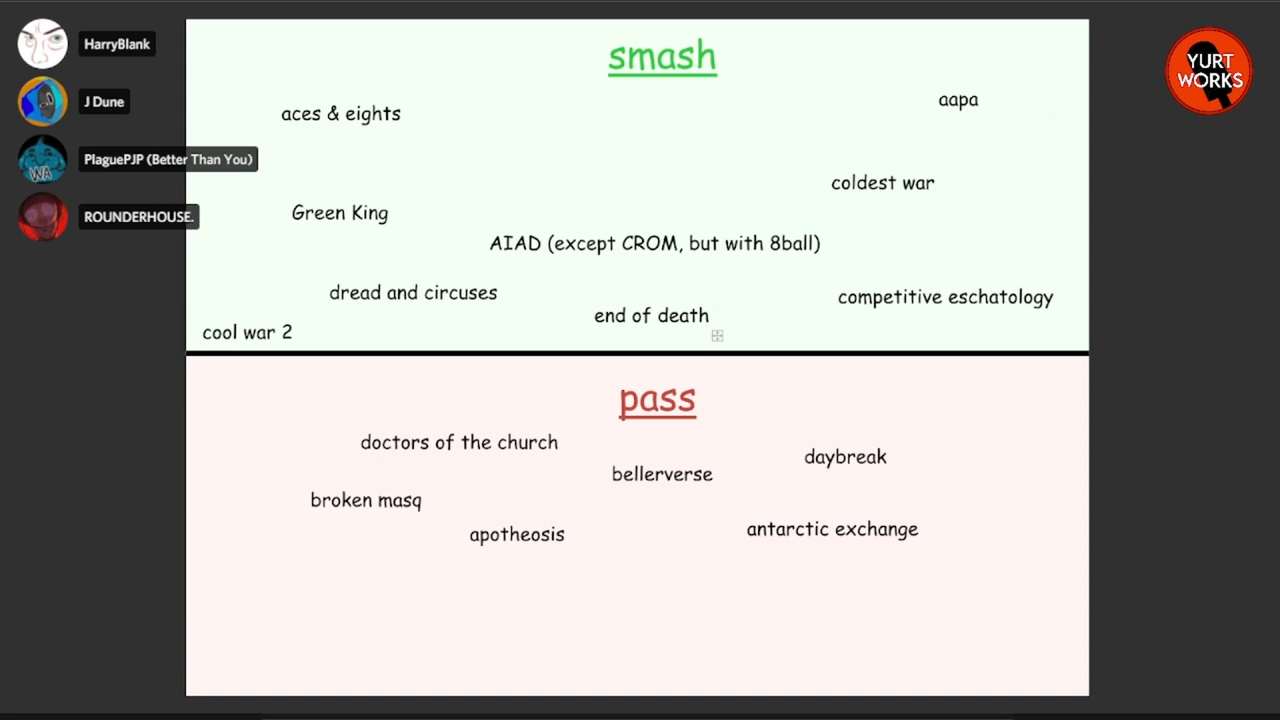 HarryBlank
J Dune
PlaguePJP (Better Than You)
ROUNDERHOUSE.
WA
YURT
WORKS
smash
aces & eights
aapa
coldest war
Green King
AIAD (except CROM, but with 8ball)
dread and circuses
competitive eschatology
end of death
cool war 2
pass
doctors of the church
daybreak
bellerverse
broken masq
antarctic exchange
apotheosis